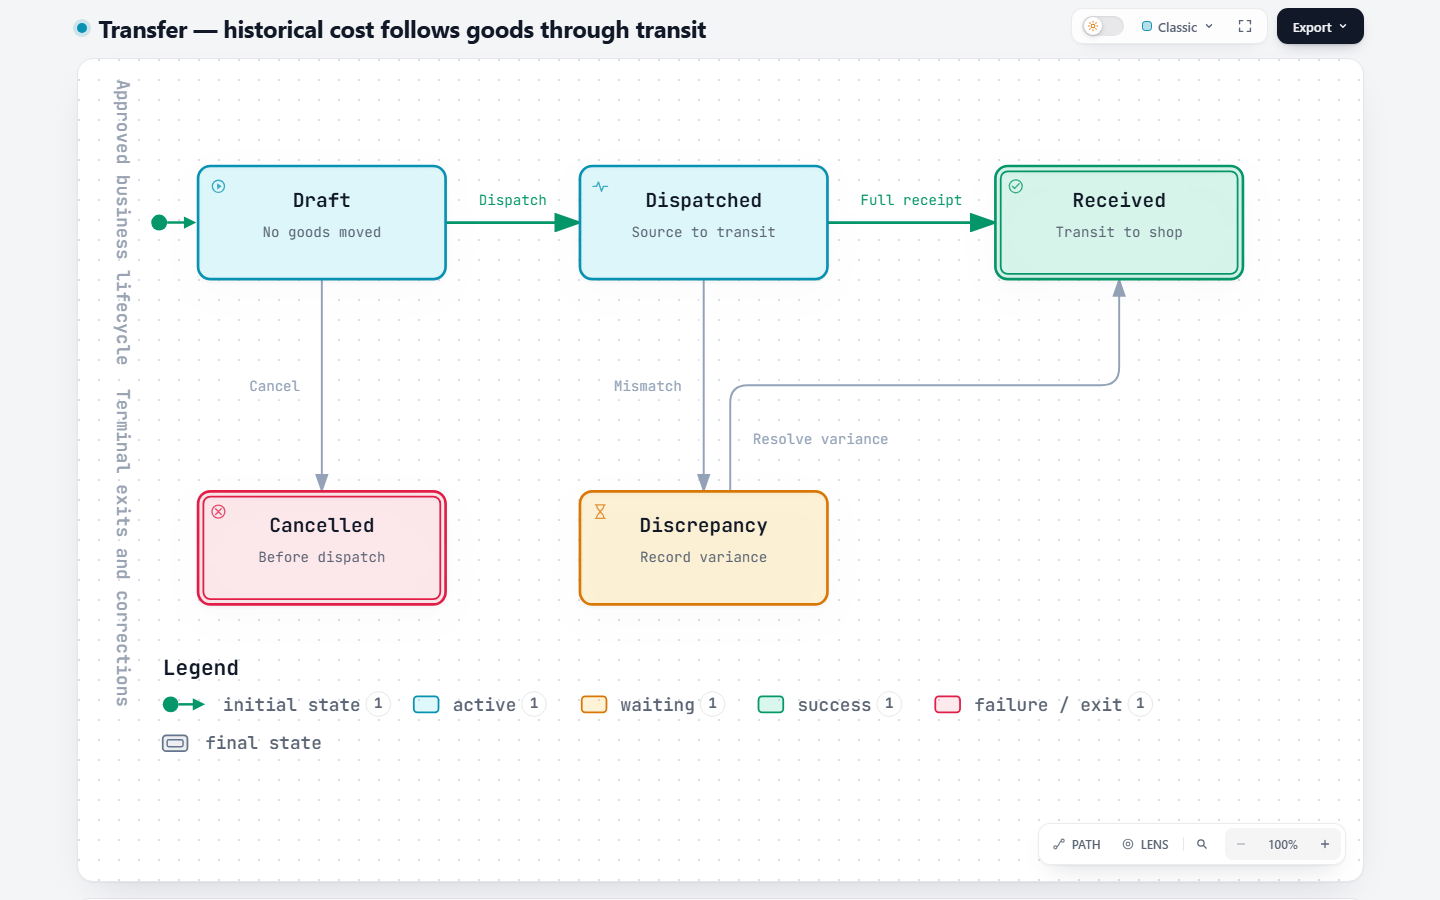 Transfer — historical cost follows goods through transit
Classic
Export
Approved business lifecycle
Terminal exits and corrections
Draft
No goods moved
Dispatch
Dispatched
Source to transit
Full receipt
Received
Transit to shop
Cancel
Mismatch
Resolve variance
Cancelled
Before dispatch
Discrepancy
Record variance
Legend
initial state 1
active 1
waiting 1
success 1
failure / exit 1
final state
PATH
LENS
− 100% +